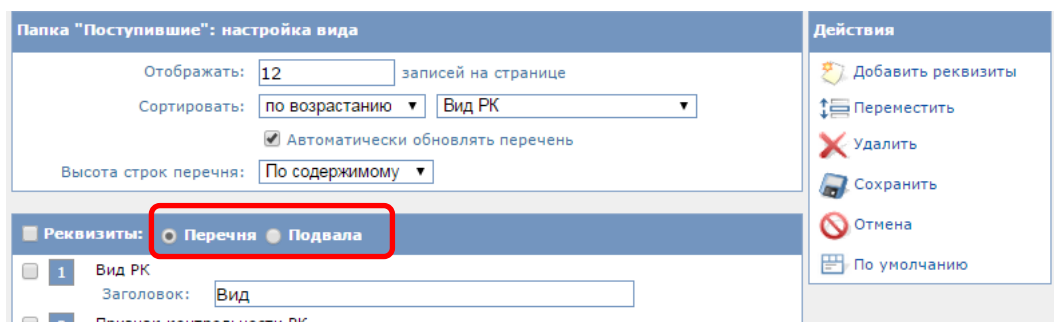 Папка "Поступившие": настройка вида
Отображать: 12 записей на странице
Сортировать: по возрастанию Вид РК
Автоматически обновлять перечень
Высота строк перечня: По содержимому
Реквизиты: Перечня Подвала
1 Вид РК
Заголовок: Вид
Действия
Добавить реквизиты
Переместить
Удалить
Сохранить
Отмена
По умолчанию